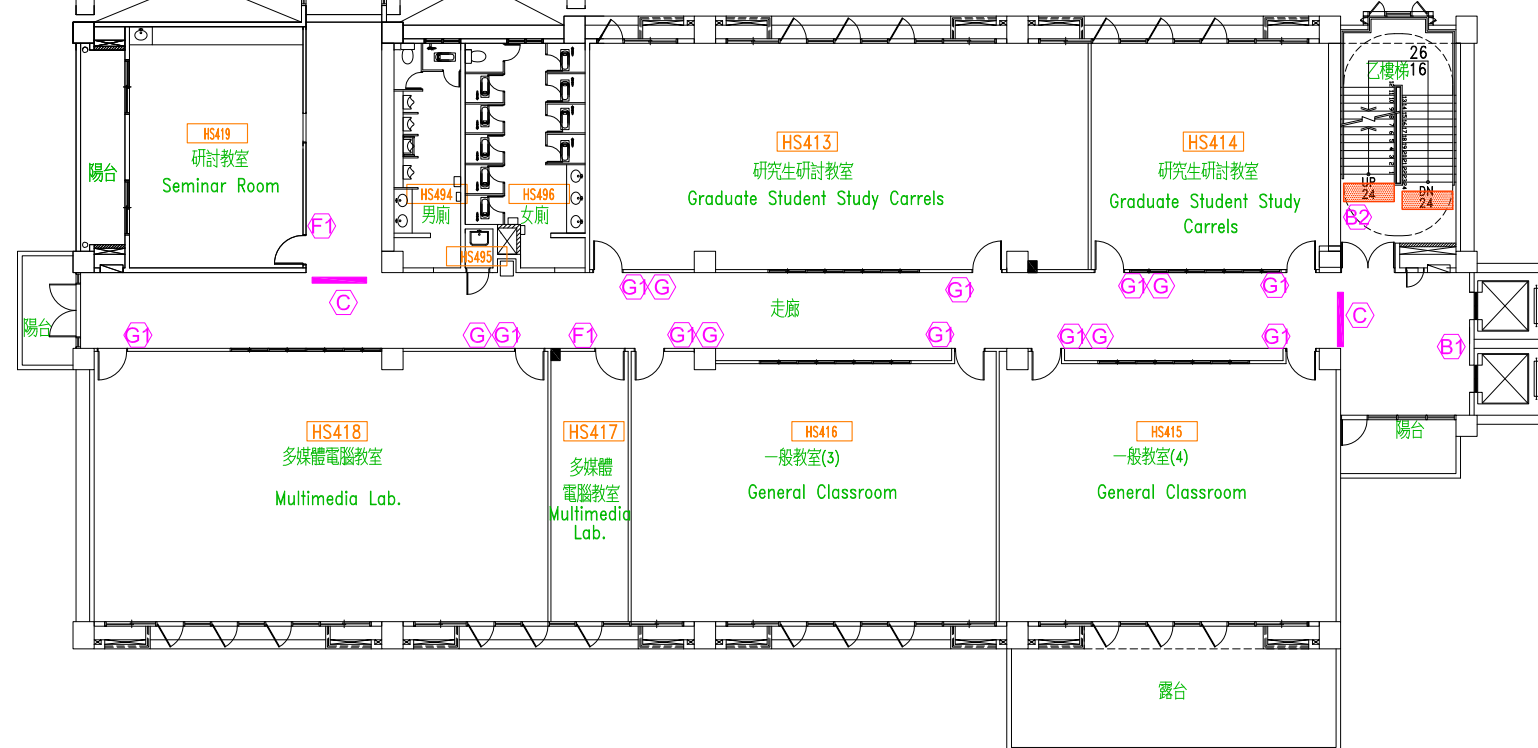 26
乙樓梯16
HS419
研討教室
Seminar Room
陽台
HS413
研究生研討教室
Graduate Student Study Carrels
HS414
研究生研討教室
Graduate Student Study
Carrels
HS494
男廁
HS496
女廁
HS495
UP
24
DN
24
F1
B2
C
G1
G
G1
G1
G
G1
走廊
C
陽台
G1
G
G1
F1
G1
G
G1
G1
G
G1
B1
HS418
多媒體電腦教室
Multimedia Lab.
HS417
多媒體
電腦教室
Multimedia
Lab.
HS416
一般教室(3)
General Classroom
HS415
一般教室(4)
General Classroom
陽台
露台